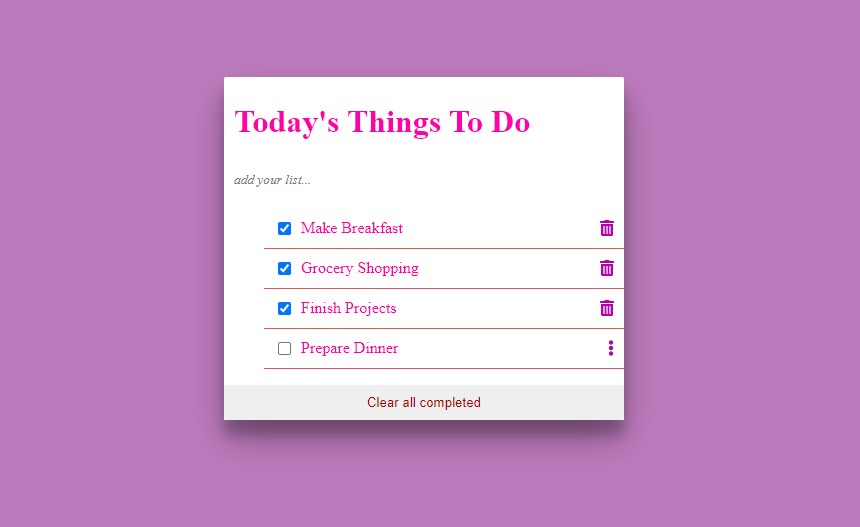 Today's Things To Do
add your list...
Make Breakfast
Grocery Shopping
Finish Projects
Prepare Dinner
Clear all completed